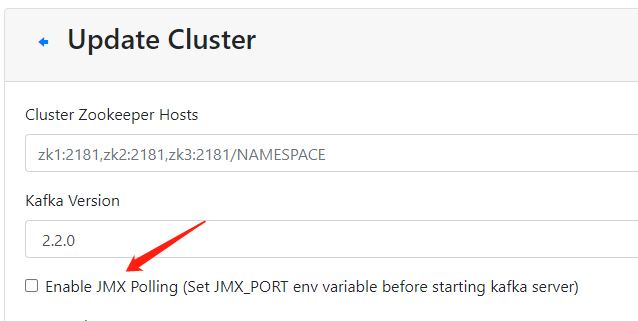 Update Cluster
Cluster Zookeeper Hosts
zk1:2181,zk2:2181,zk3:2181/NAMESPACE
Kafka Version
2.2.0
Enable JMX Polling (Set JMX_PORT env variable before starting kafka server)